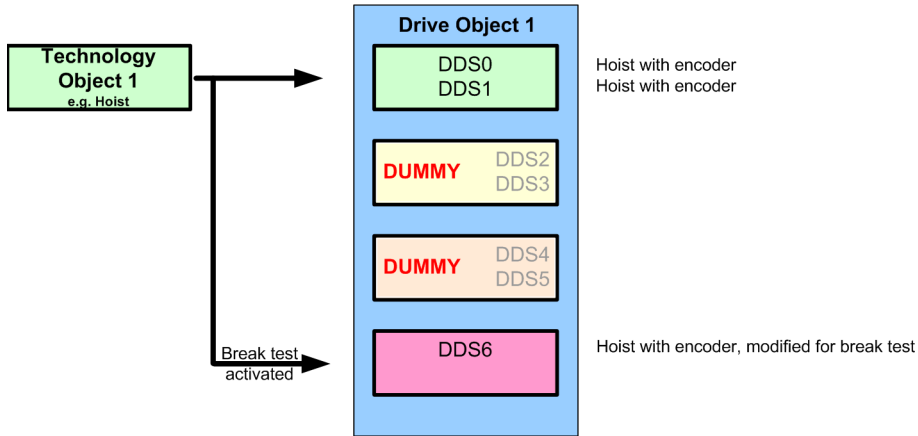 Drive Object 1
Technology
Object 1
e.g. Hoist
DDS0
DDS1
Hoist with encoder
Hoist with encoder
DUMMY
DDS2
DDS3
DUMMY
DDS4
DDS5
Break test
activated
DDS6
Hoist with encoder, modified for break test